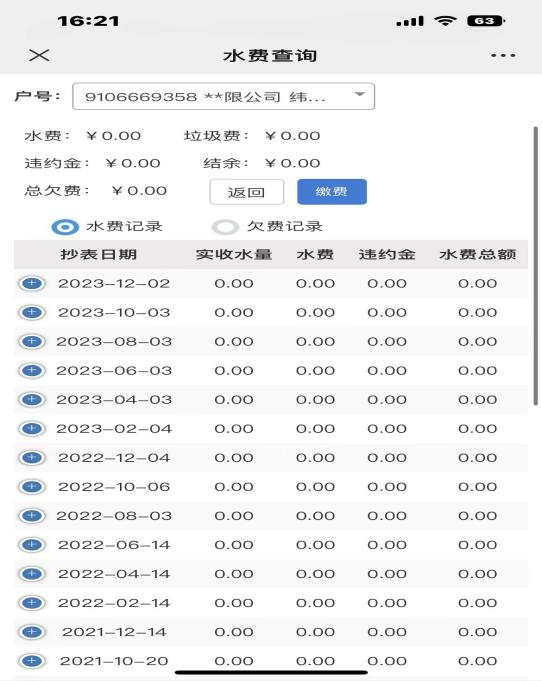 16:21 63
水费查询
户号: 9106669358 **限公司 纬...
水费: ¥0.00 垃圾费: ¥0.00
违约金: ¥0.00 结余: ¥0.00
总欠费: ¥0.00 返回 缴费
水费记录 欠费记录
抄表日期 实收水量 水费 违约金 水费总额
2023-12-02 0.00 0.00 0.00 0.00
2023-10-03 0.00 0.00 0.00 0.00
2023-08-03 0.00 0.00 0.00 0.00
2023-06-03 0.00 0.00 0.00 0.00
2023-04-03 0.00 0.00 0.00 0.00
2023-02-04 0.00 0.00 0.00 0.00
2022-12-04 0.00 0.00 0.00 0.00
2022-10-06 0.00 0.00 0.00 0.00
2022-08-03 0.00 0.00 0.00 0.00
2022-06-14 0.00 0.00 0.00 0.00
2022-04-14 0.00 0.00 0.00 0.00
2022-02-14 0.00 0.00 0.00 0.00
2021-12-14 0.00 0.00 0.00 0.00
2021-10-20 0.00 0.00 0.00 0.00